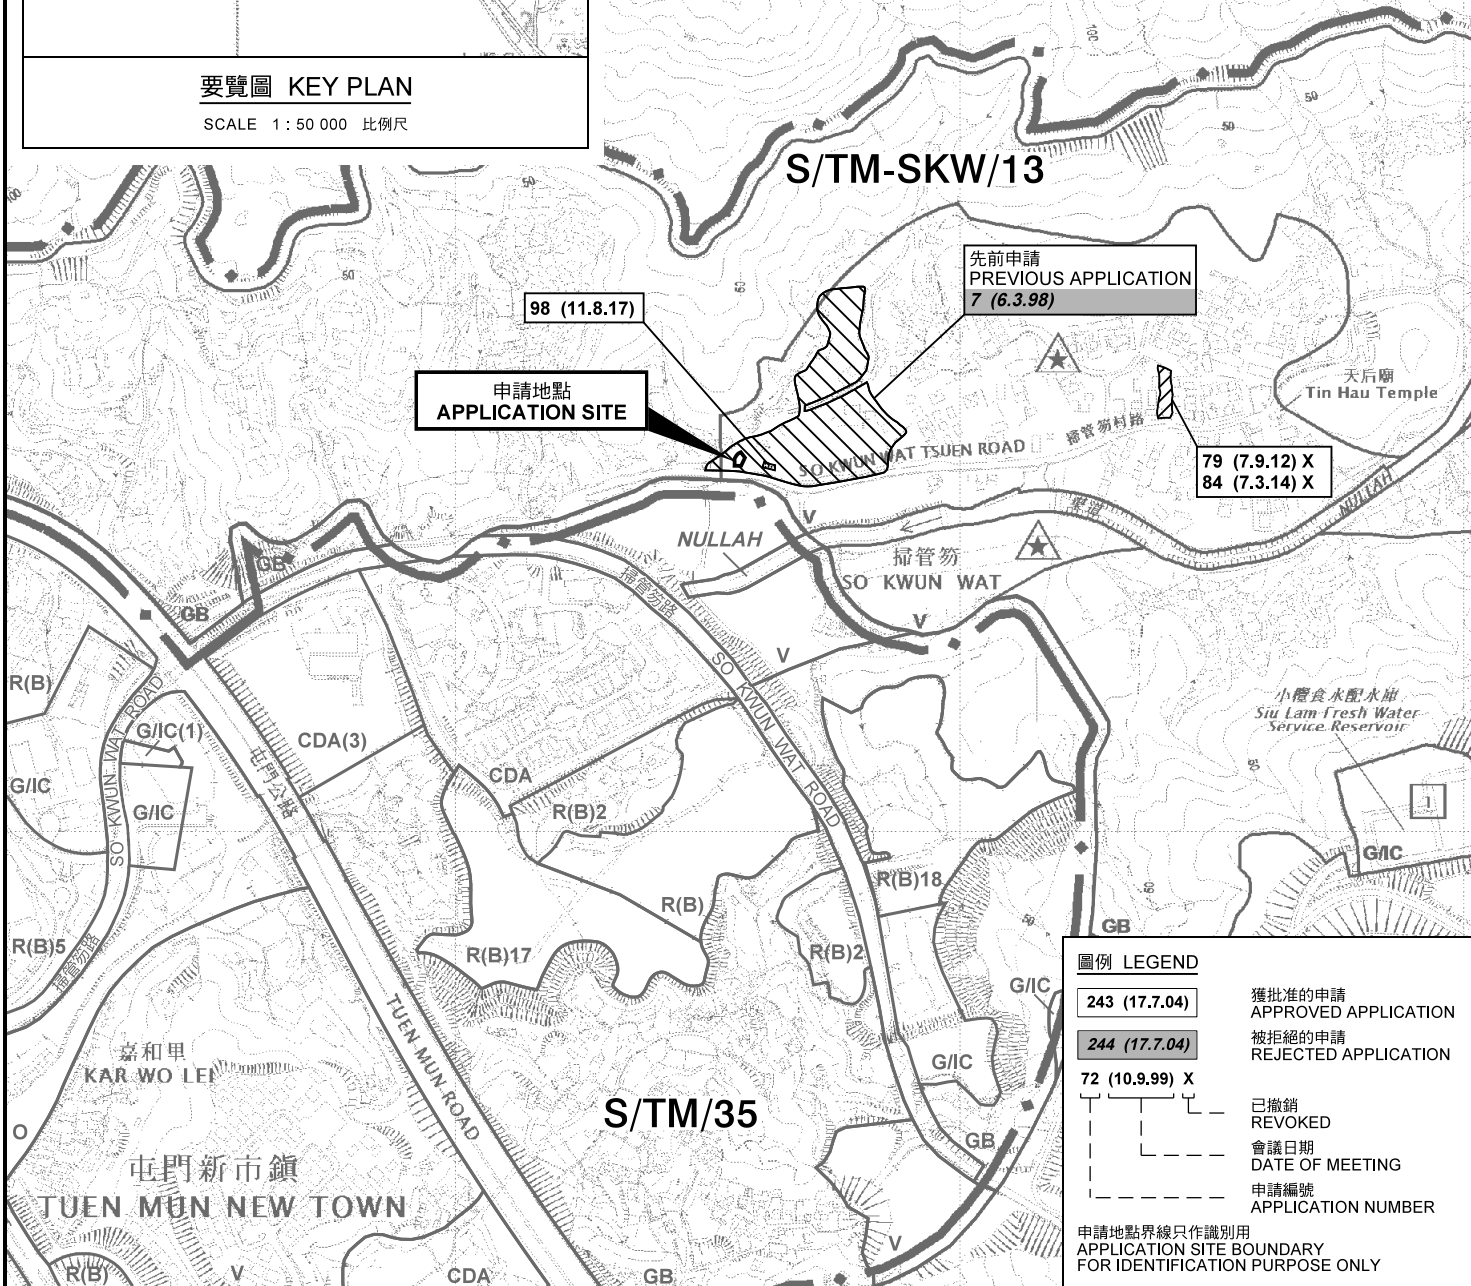 要覽圖 KEY PLAN
SCALE 1 : 50 000 比例尺
S/TM-SKW/13
100
50
50
100
50
50
50
先前申請
PREVIOUS APPLICATION
7 (6.3.98)
98 (11.8.17)
申請地點
APPLICATION SITE
天后廟
Tin Hau Temple
掃管笏村路
SO KWUN WAT TSUEN ROAD
79 (7.9.12) X
84 (7.3.14) X
NULLAH
V
NULLAH
掃管笏
SO KWUN WAT
GB
掃管笏路
GB
V
V
R(B)
SO KWUN WAT ROAD
小欖食水配水庫
Siu Lam Fresh Water
Service Reservoir
SO KWUN WAT ROAD
G/IC(1)
CDA(3)
屯門公路
CDA
G/IC
G/IC
R(B)2
1
G/IC
R(B)18
R(B)
GB
50
R(B)5
掃管笏路
R(B)17
R(B)2
G/IC
TUEN MUN ROAD
嘉和里
KAR WO LEI
G/IC
S/TM/35
O
GB
屯門新市鎮
TUEN MUN NEW TOWN
V
R(B)
V
CDA
GB
圖例 LEGEND
243 (17.7.04)
獲批准的申請
APPROVED APPLICATION
244 (17.7.04)
被拒絕的申請
REJECTED APPLICATION
72 (10.9.99) X
已撤銷
REVOKED
會議日期
DATE OF MEETING
申請編號
APPLICATION NUMBER
申請地點界線只作識別用
APPLICATION SITE BOUNDARY
FOR IDENTIFICATION PURPOSE ONLY